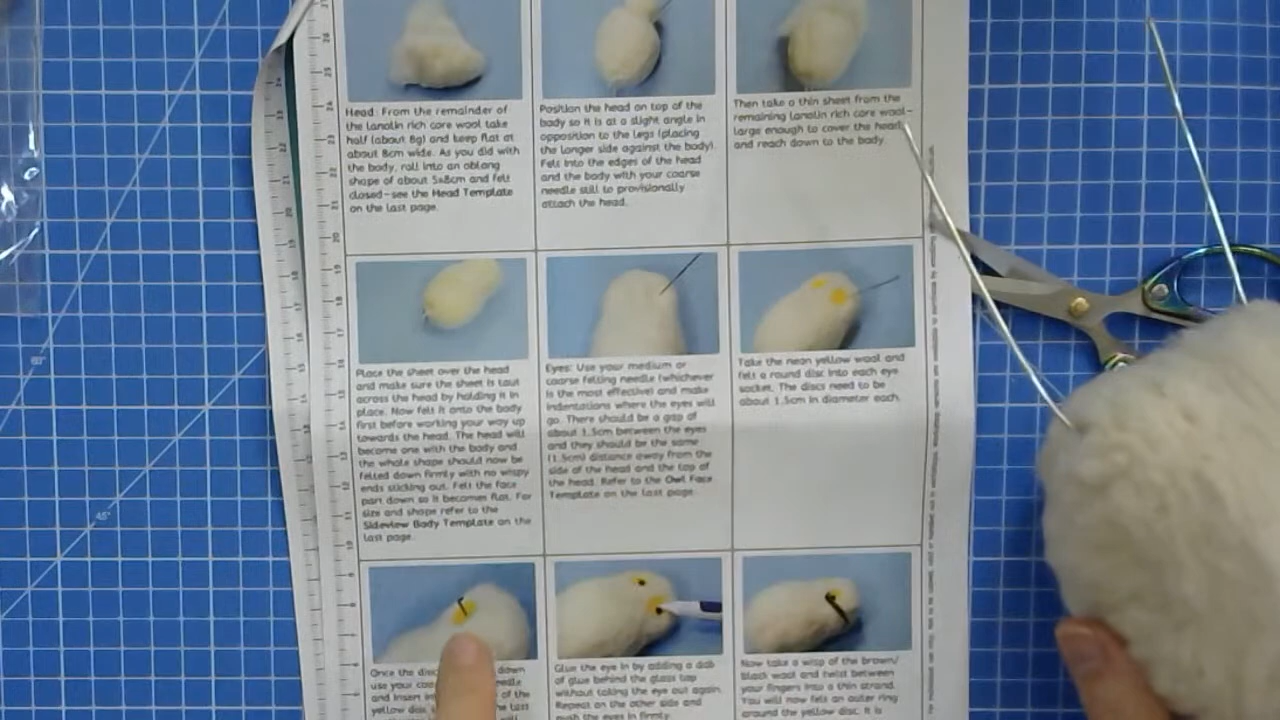 Head: From the remainder of
the lanolin rich core wool take
half (about 8g) and keep flat at
about 8cm wide. As you did with
the body, roll into an oblong
shape of about 5x8cm and felt
closed-see the Head Template
on the last page.
Position the head on top of the
body so it is at a slight angle in
opposition to the legs (placing
the longer side against the body).
Felt into the edges of the head
and the body with your coarse
needle still to provisionally
attach the head.
Then take a thin sheet from the
remaining lanolin rich core wool-
large enough to cover the head
and reach down to the body.
Place the sheet over the head
and make sure the sheet is taut
across the head by holding it in
place. Now felt it onto the body
first before working your way up
towards the head. The head will
become one with the body and
the whole shape should now be
felted down firmly with no wispy
ends sticking out. Felt the face
part down so it becomes flat. For
size and shape refer to the
Sideview Body Template on the
last page.
Eyes: Use your medium or
coarse felting needle (whichever
is the most effective) and make
indentations where the eyes will
go. There should be a gap of
about 1.5cm between the eyes
and they should be the same
(1.5cm) distance away from the
side of the head and the top of
the head. Refer to the Owl Face
Template on the last page.
Take the neon yellow wool and
felt a round disc into each eye
socket. The discs need to be
about 1.5cm in diameter each.
Once the down
use your
and insert of the
yellow
Glue the eye in by adding a dab
of glue behind the glass top
without taking the eye out again.
Repeat on the other side and
push the eyes in firmly.
Now take a wisp of the brown/
black wool and twist between
your fingers into a thin strand.
You will now felt an outer ring
around the yellow disc. It is
60°
45°